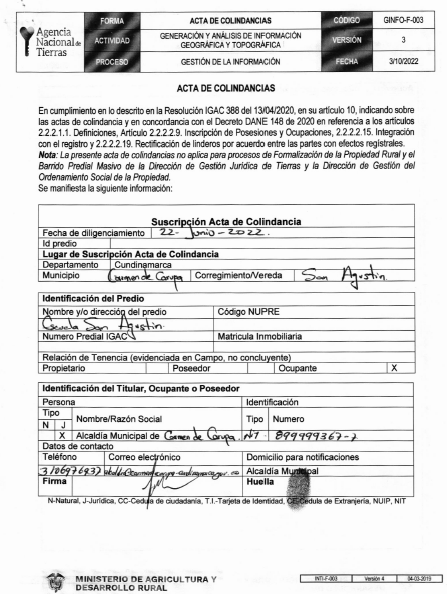 Agencia
Nacional de
Tierras
FORMA
ACTA DE COLINDANCIAS
CÓDIGO
GINFO-F-003
ACTIVIDAD
GENERACIÓN Y ANÁLISIS DE INFORMACIÓN
GEOGRÁFICA Y TOPOGRÁFICA
VERSIÓN
3
PROCESO
GESTIÓN DE LA INFORMACIÓN
FECHA
3/10/2022
ACTA DE COLINDANCIAS
En cumplimiento en lo descrito en la Resolución IGAC 388 del 13/04/2020, en su artículo 10, indicando sobre
las actas de colindancia y en concordancia con el Decreto DANE 148 de 2020 en referencia a los artículos
2.2.2.1.1. Definiciones, Articulo 2.2.2.2.9. Inscripción de Posesiones y Ocupaciones, 2.2.2.2.15. Integración
con el registro y 2.2.2.2.19. Rectificación de linderos por acuerdo entre las partes con efectos registrales.
Nota: La presente acta de colindancias no aplica para procesos de Formalización de la Propiedad Rural y el
Barrido Predial Masivo de la Dirección de Gestión Jurídica de Tierras y la Dirección de Gestión del
Ordenamiento Social de la Propiedad.
Se manifiesta la siguiente información:
Suscripción Acta de Colindancia
Fecha de diligenciamiento 22- Junio - 2022.
Id predio
Lugar de Suscripción Acta de Colindancia
Departamento Cundinamarca
Municipio Carmen de Carupa Corregimiento/Vereda San Agustin.
Identificación del Predio
Nombre y/o dirección del predio Código NUPRE
Escuela San Agustin.
Numero Predial IGAC Matricula Inmobiliaria
Relación de Tenencia (evidenciada en Campo, no concluyente)
Propietario Poseedor Ocupante X
Identificación del Titular, Ocupante o Poseedor
Persona Identificación
Tipo Nombre/Razón Social Tipo Numero
N J
X Alcaldía Municipal de Carmen de Carupa. NIT 899999367-7
Datos de contacto
Teléfono Correo electrónico Domicilio para notificaciones
3106976937 Alcaldía Municipal
Firma Huella
N-Natural, J-Jurídica, CC-Cedula de ciudadanía, T.I.-Tarjeta de Identidad, CE-Cedula de Extranjería, NUIP, NIT
MINISTERIO DE AGRICULTURA Y
DESARROLLO RURAL
INTI-F-003 Versión 4 04-03-2019